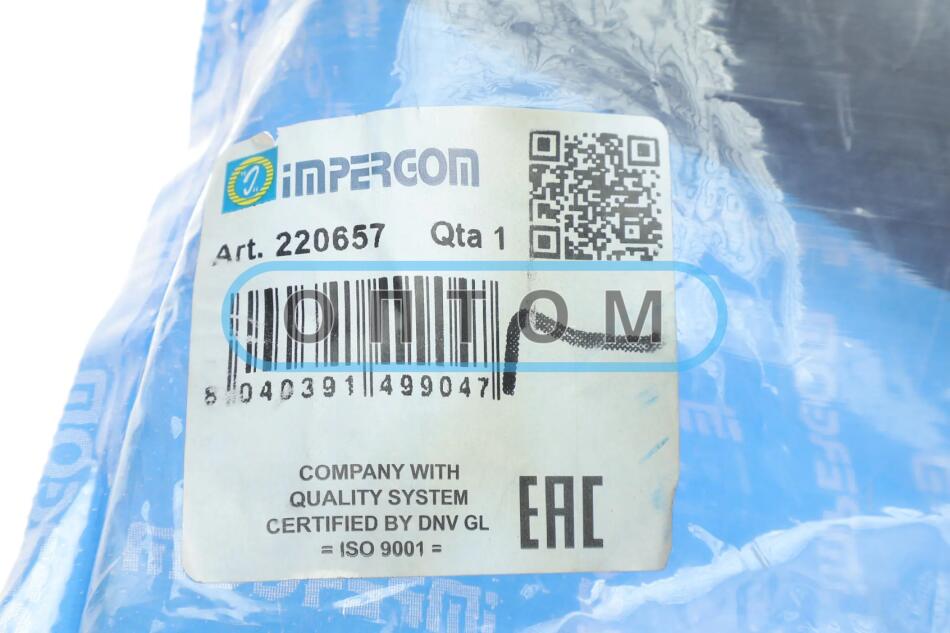 IMPERGOM
Art. 220657 Qta 1
ОПТОМ
8 040391 499047
COMPANY WITH
QUALITY SYSTEM
CERTIFIED BY DNV GL
= ISO 9001 =
EAC